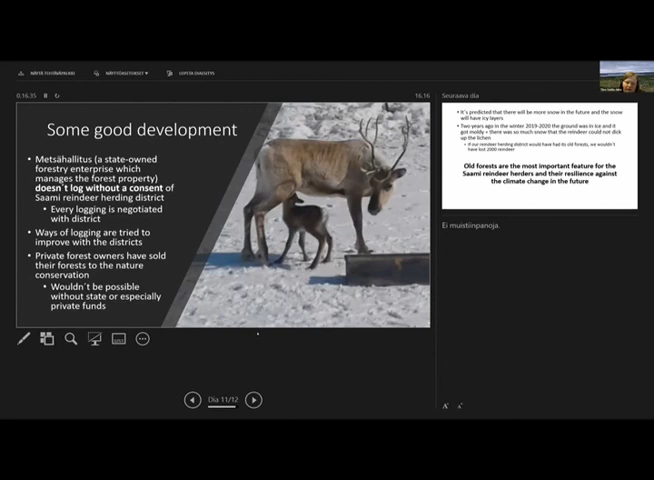 NÄYTÄ TEHTÄVÄPALKKI
NÄYTTÖASETUKSET
LOPETA DIAESITYS
0.16.35
16.16
Seuraava dia
Some good development
• Metsähallitus (a state-owned
forestry enterprise which
manages the forest property)
doesn´t log without a consent of
Saami reindeer herding district
• Every logging is negotiated
with district
• Ways of logging are tried to
improve with the districts
• Private forest owners have sold
their forests to the nature
conservation
• Wouldn´t be possible
without state or especially
private funds
• It´s predicted that there will be more snow in the future and the snow
will have icy layers
• Two years ago in the winter 2019-2020 the ground was in ice and it
got moldy + there was so much snow that the reindeer could not dick
up the lichen
• If our reindeer herding district would have had its old forests, we wouldn´t
have lost 2000 reindeer
Old forests are the most important feature for the
Saami reindeer herders and their resilience against
the climate change in the future
Ei muistiinpanoja.
Dia 11/12
A A